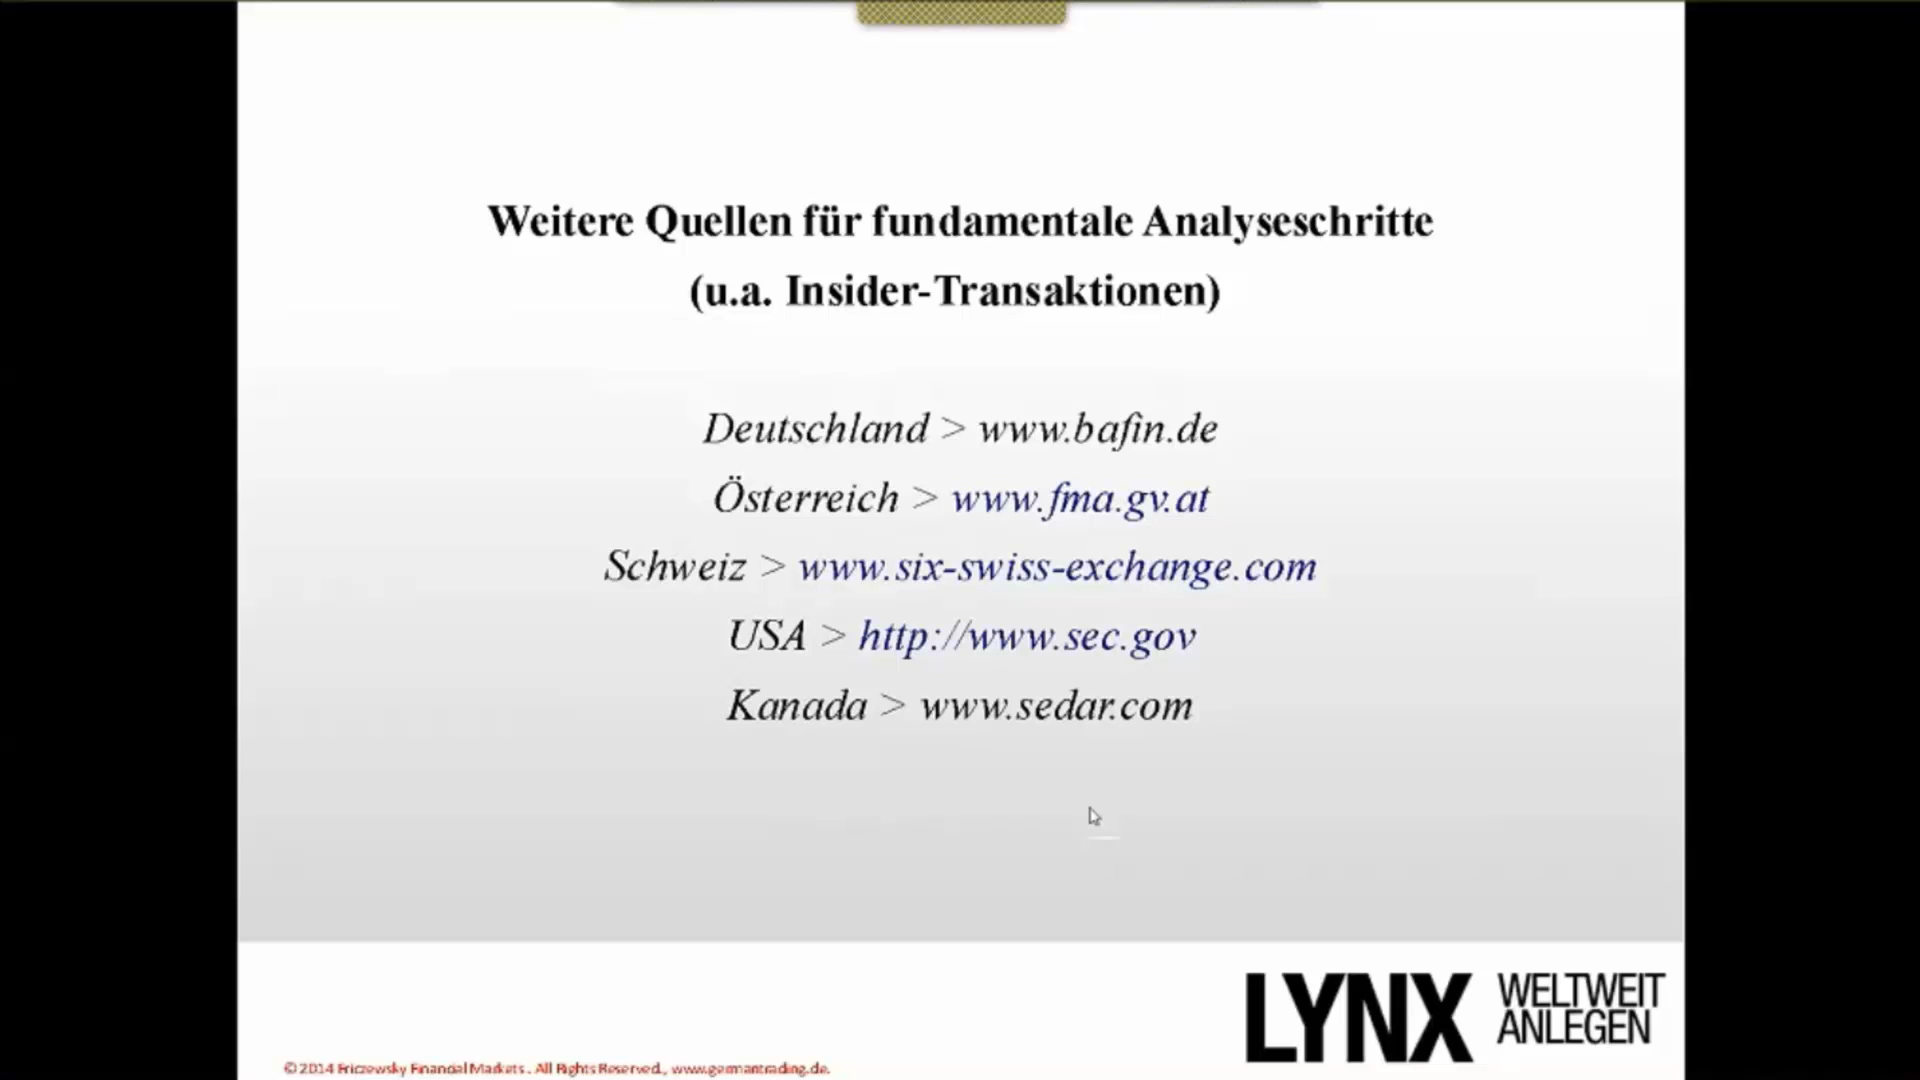 Weitere Quellen für fundamentale Analyseschritte
(u.a. Insider-Transaktionen)
Deutschland > www.bafin.de
Österreich > www.fma.gv.at
Schweiz > www.six-swiss-exchange.com
USA > http://www.sec.gov
Kanada > www.sedar.com
LYNX WELTWEIT
ANLEGEN
© 2014 Friczewsky Financial Markets . All Rights Reserved., www.germantrading.de.